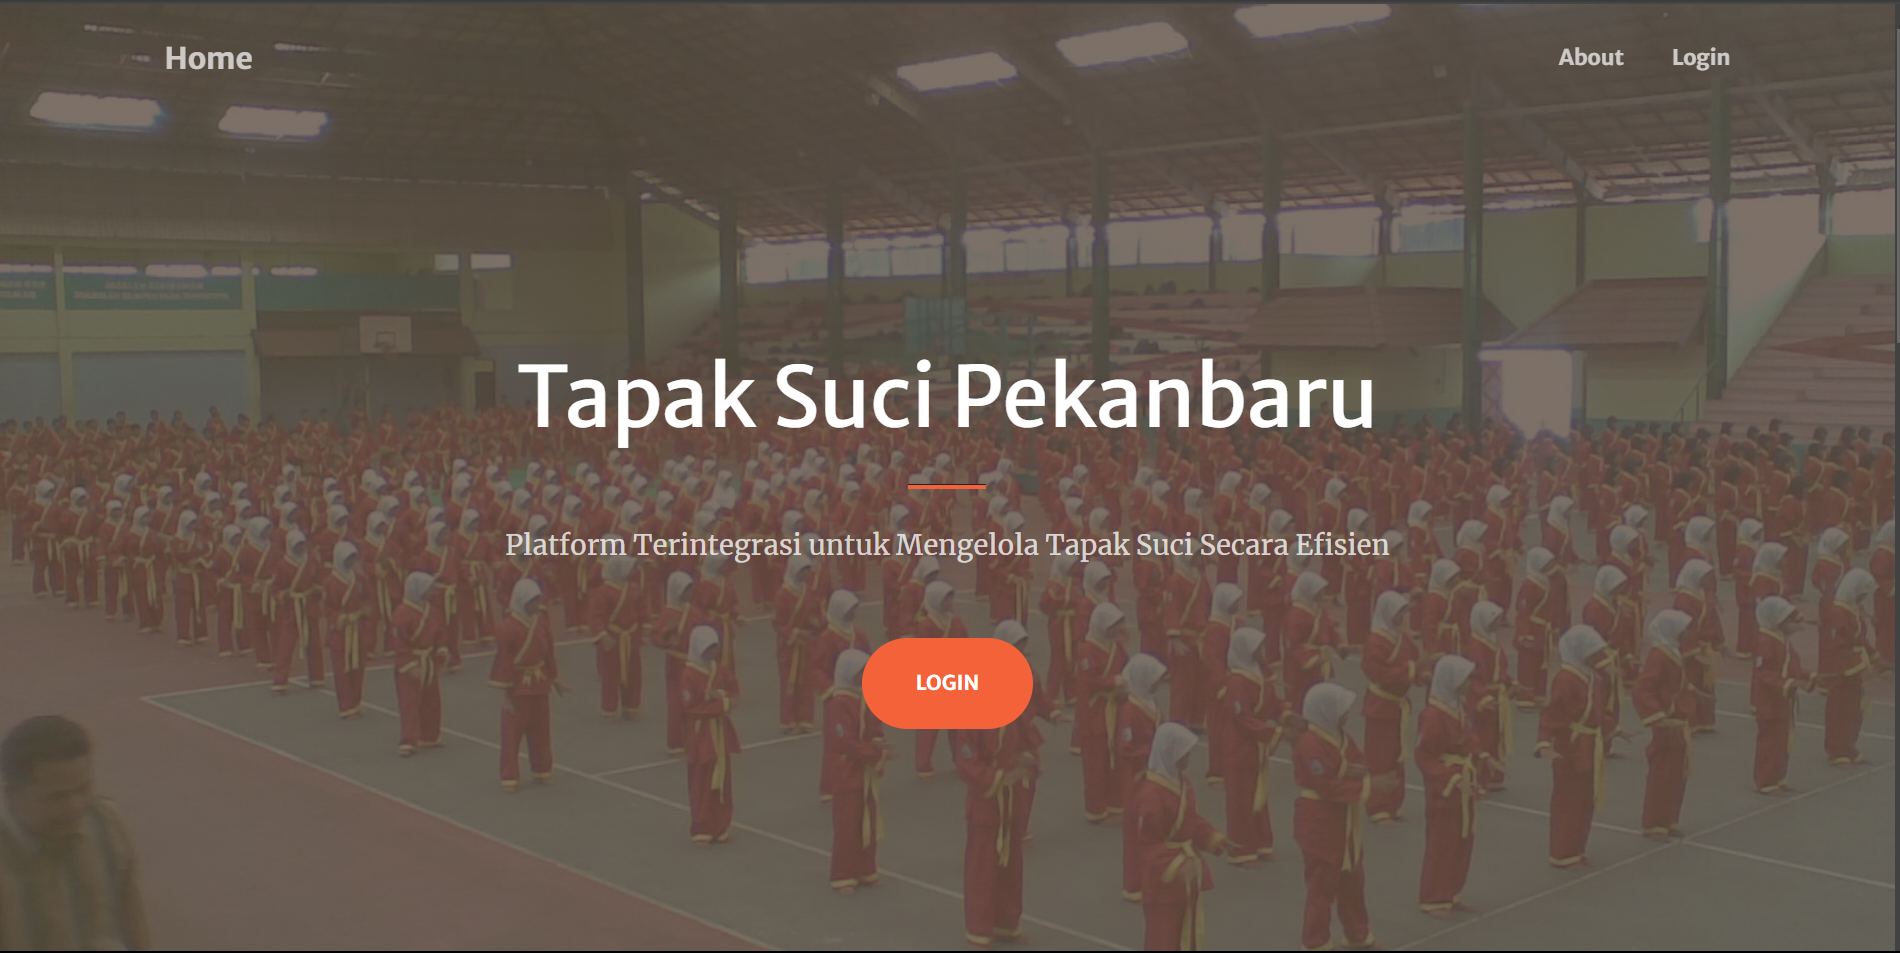 Home
About
Login
Tapak Suci Pekanbaru
Platform Terintegrasi untuk Mengelola Tapak Suci Secara Efisien
LOGIN